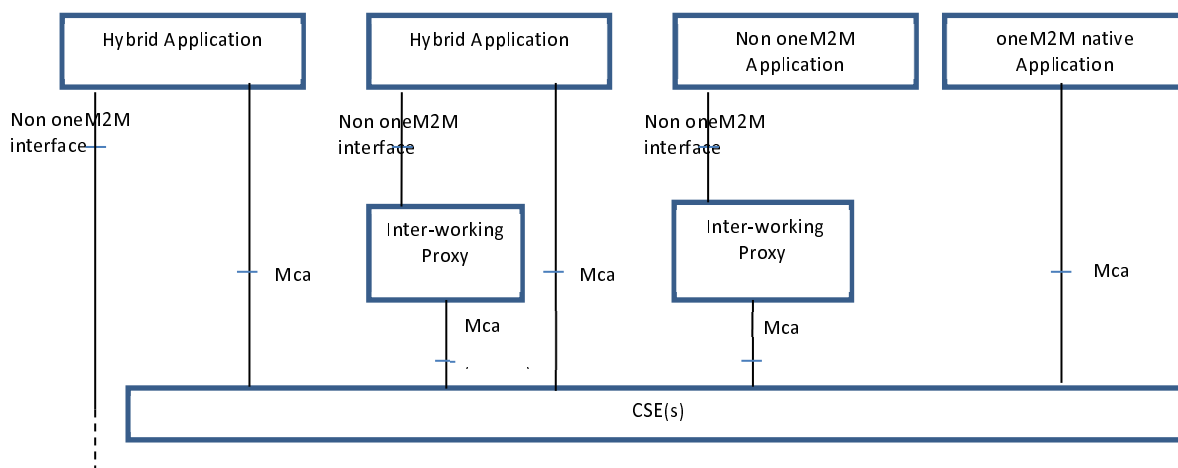 Hybrid Application
Hybrid Application
Non oneM2M
Application
oneM2M native
Application
Non oneM2M
interface
Non oneM2M
interface
Non oneM2M
interface
Inter-working
Proxy
Inter-working
Proxy
Mca
Mca
Mca
Mca
Mca
CSE(s)